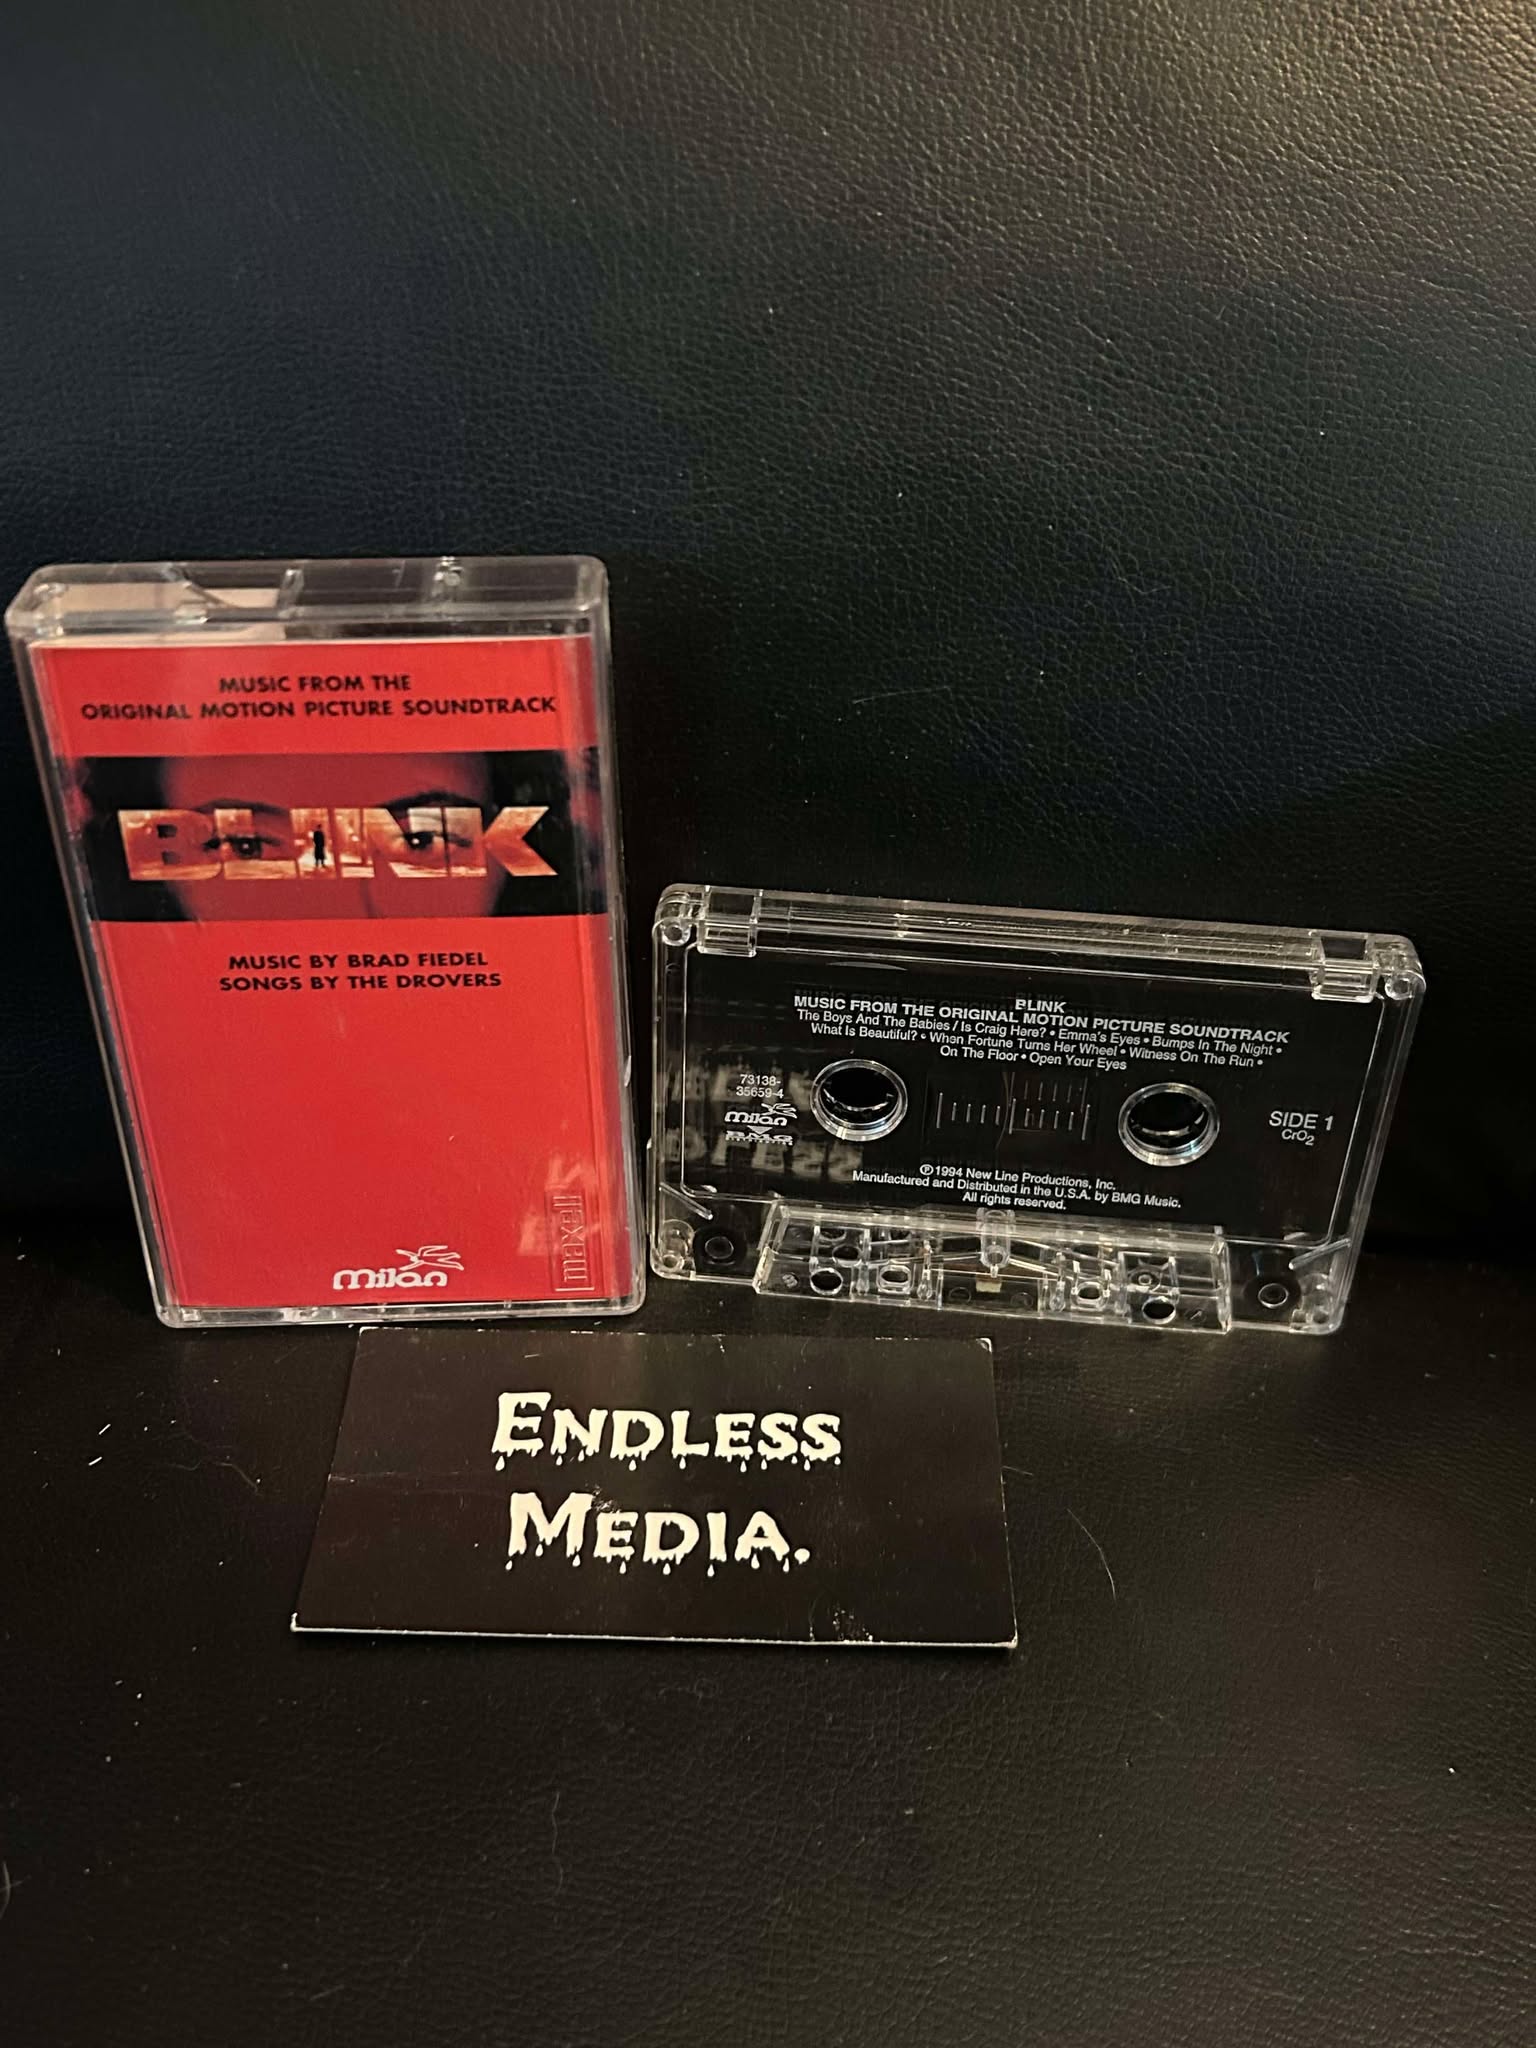 MUSIC FROM THE
ORIGINAL MOTION PICTURE SOUNDTRACK
BLINK
MUSIC BY BRAD FIEDEL
SONGS BY THE DROVERS
milan
maxell
BLINK
MUSIC FROM THE ORIGINAL MOTION PICTURE SOUNDTRACK
The Boys And The Babies / Is Craig Here? • Emma's Eyes • Bumps In The Night •
What Is Beautiful? • When Fortune Turns Her Wheel • Witness On The Run •
On The Floor • Open Your Eyes
73138-
35659-4
milan
BMG
DISTRIBUTION
SIDE 1
CrO2
℗ 1994 New Line Productions, Inc.
Manufactured and Distributed in the U.S.A. by BMG Music.
All rights reserved.
ENDLESS
MEDIA.